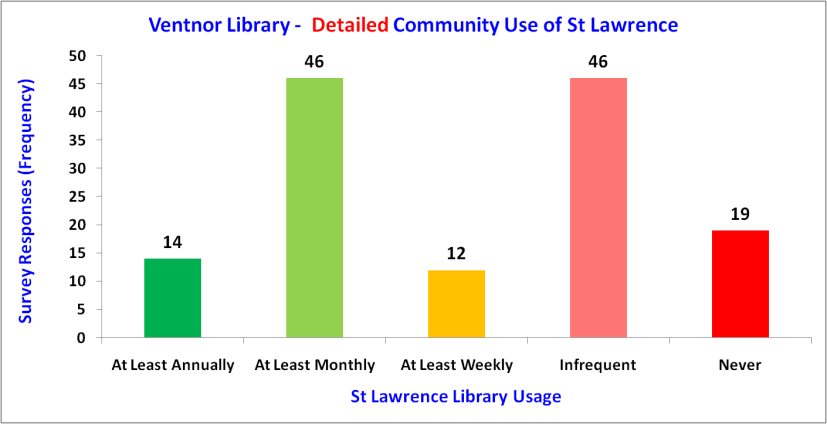 Ventnor Library - Detailed Community Use of St Lawrence
Survey Responses (Frequency)
50
45
40
35
30
25
20
15
10
5
0
14
46
12
46
19
At Least Annually
At Least Monthly
At Least Weekly
Infrequent
Never
St Lawrence Library Usage